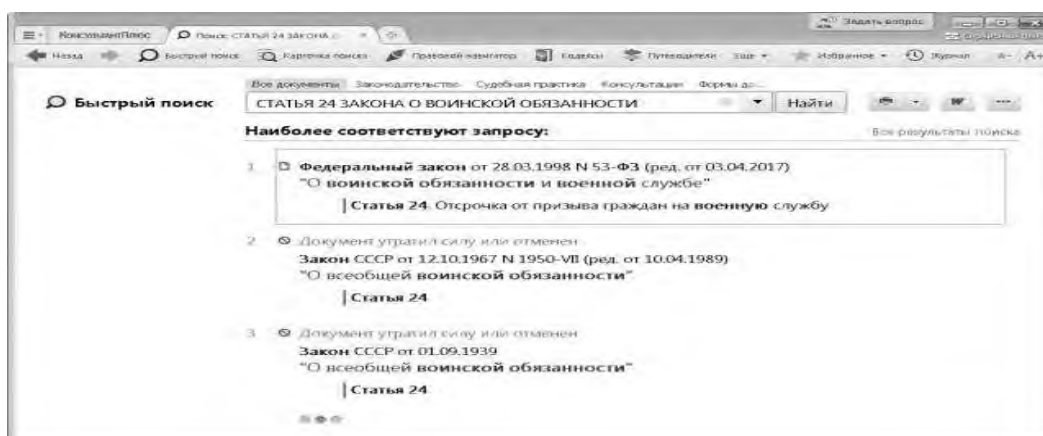 Задать вопрос
КонсультантПлюс
Поиск: СТАТЬЯ 24 ЗАКОНА О
Назад Быстрый поиск Карточка поиска Правовой навигатор Кодексы Путеводители Еще Избранное Журнал A- A+
Все документы Законодательство Судебная практика Консультации Формы до...
Быстрый поиск
СТАТЬЯ 24 ЗАКОНА О ВОИНСКОЙ ОБЯЗАННОСТИ
Найти
Наиболее соответствуют запросу:
Все результаты поиска
1 Федеральный закон от 28.03.1998 N 53-ФЗ (ред. от 03.04.2017)
"О воинской обязанности и военной службе"
Статья 24. Отсрочка от призыва граждан на военную службу
2 Документ утратил силу или отменен
Закон СССР от 12.10.1967 N 1950-VII (ред. от 10.04.1989)
"О всеобщей воинской обязанности"
Статья 24
3 Документ утратил силу или отменен
Закон СССР от 01.09.1939
"О всеобщей воинской обязанности"
Статья 24